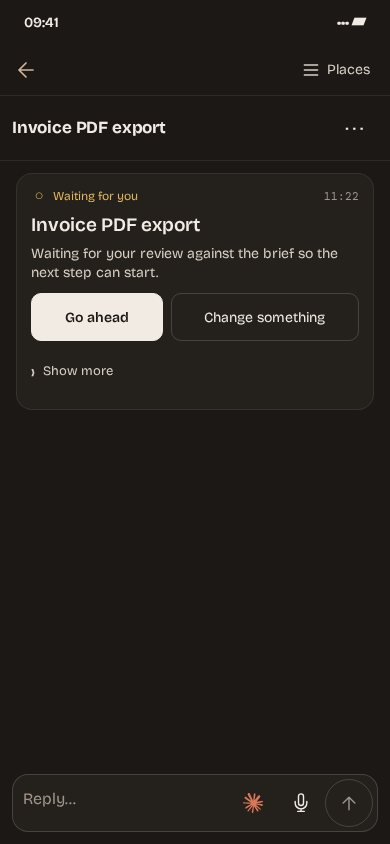 09:41
Places
Invoice PDF export
Waiting for you
11:22
Invoice PDF export
Waiting for your review against the brief so the
next step can start.
Go ahead
Change something
Show more
Reply...